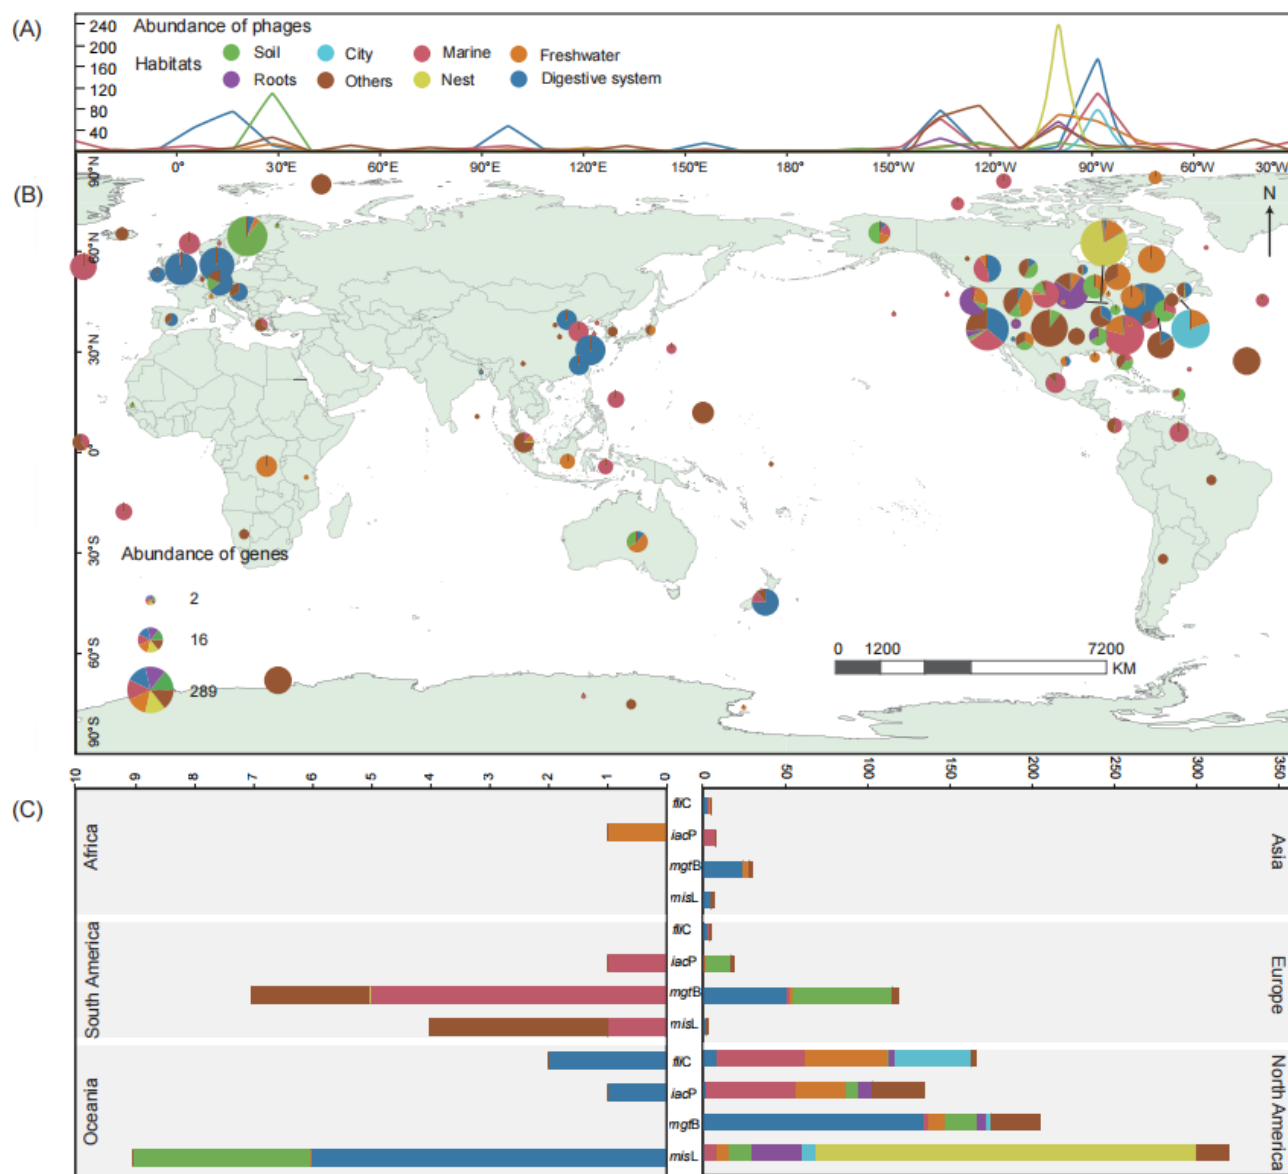 (A)
Abundance of phages
Habitats
Soil
City
Marine
Freshwater
Roots
Others
Nest
Digestive system
240
200
160
120
80
40
0°
30°E
60°E
90°E
120°E
150°E
180°
150°W
120°W
90°W
60°W
30°W
(B)
90°N
60°N
30°N
0°
30°S
60°S
90°S
N
Abundance of genes
2
16
289
0 1200 7200
KM
(C)
10 9 8 7 6 5 4 3 2 1 0
0 50 100 150 200 250 300 350
Africa
fliC
iacP
mgtB
misL
Asia
South America
fliC
iacP
mgtB
misL
Europe
Oceania
fliC
iacP
mgtB
misL
North America